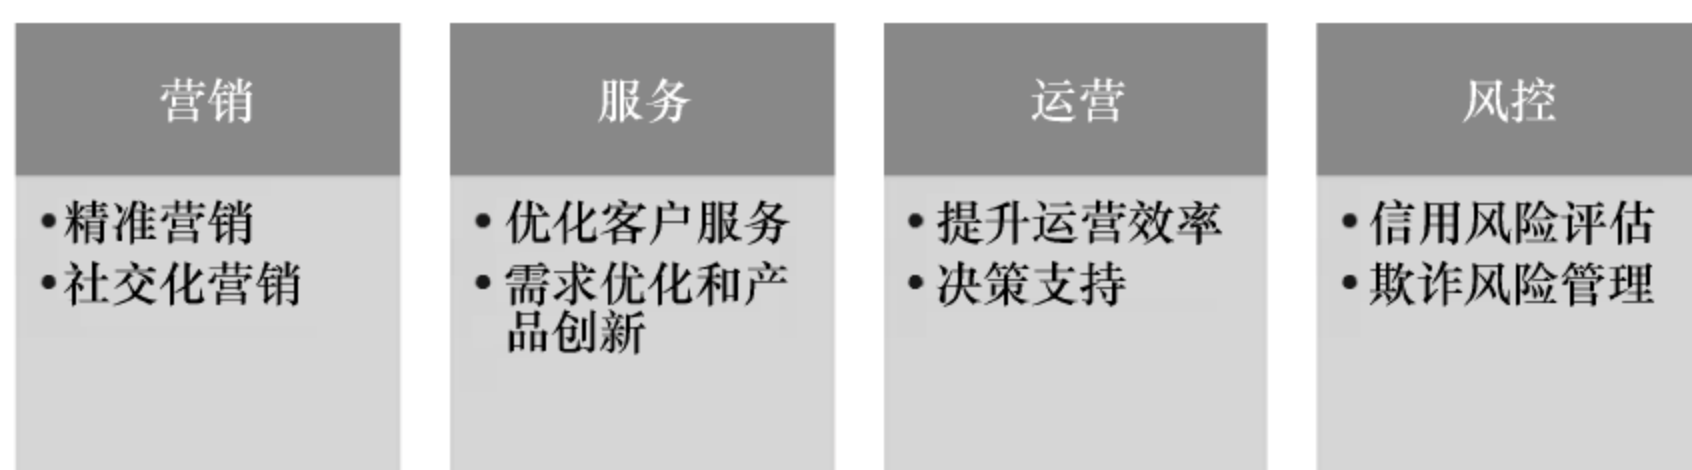 营销
•精准营销
•社交化营销
服务
• 优化客户服务
• 需求优化和产
品创新
运营
• 提升运营效率
• 决策支持
风控
• 信用风险评估
• 欺诈风险管理